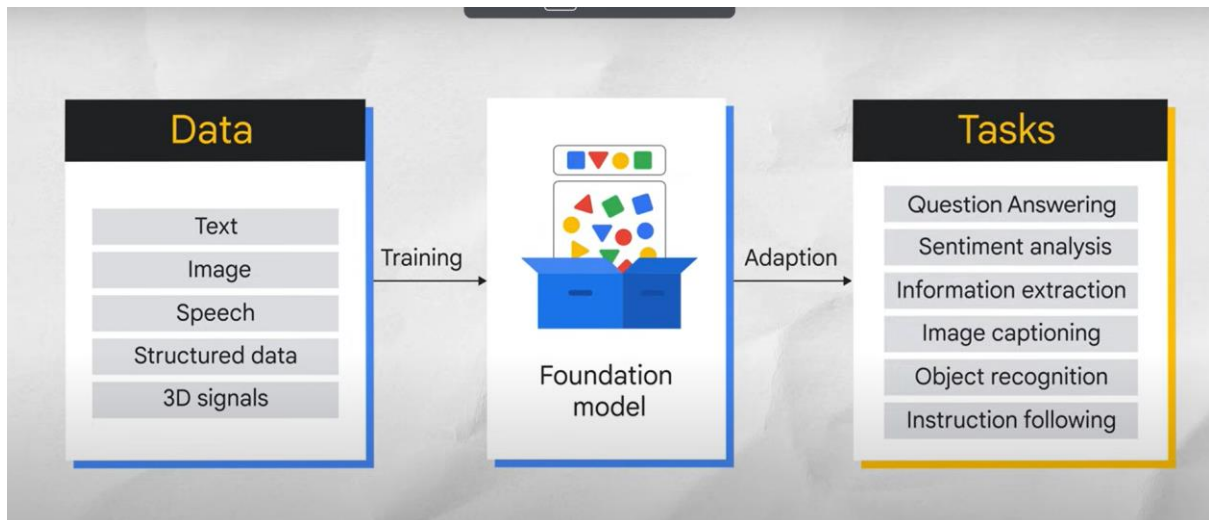 Data
Text
Image
Speech
Structured data
3D signals
Training
Foundation
model
Adaption
Tasks
Question Answering
Sentiment analysis
Information extraction
Image captioning
Object recognition
Instruction following